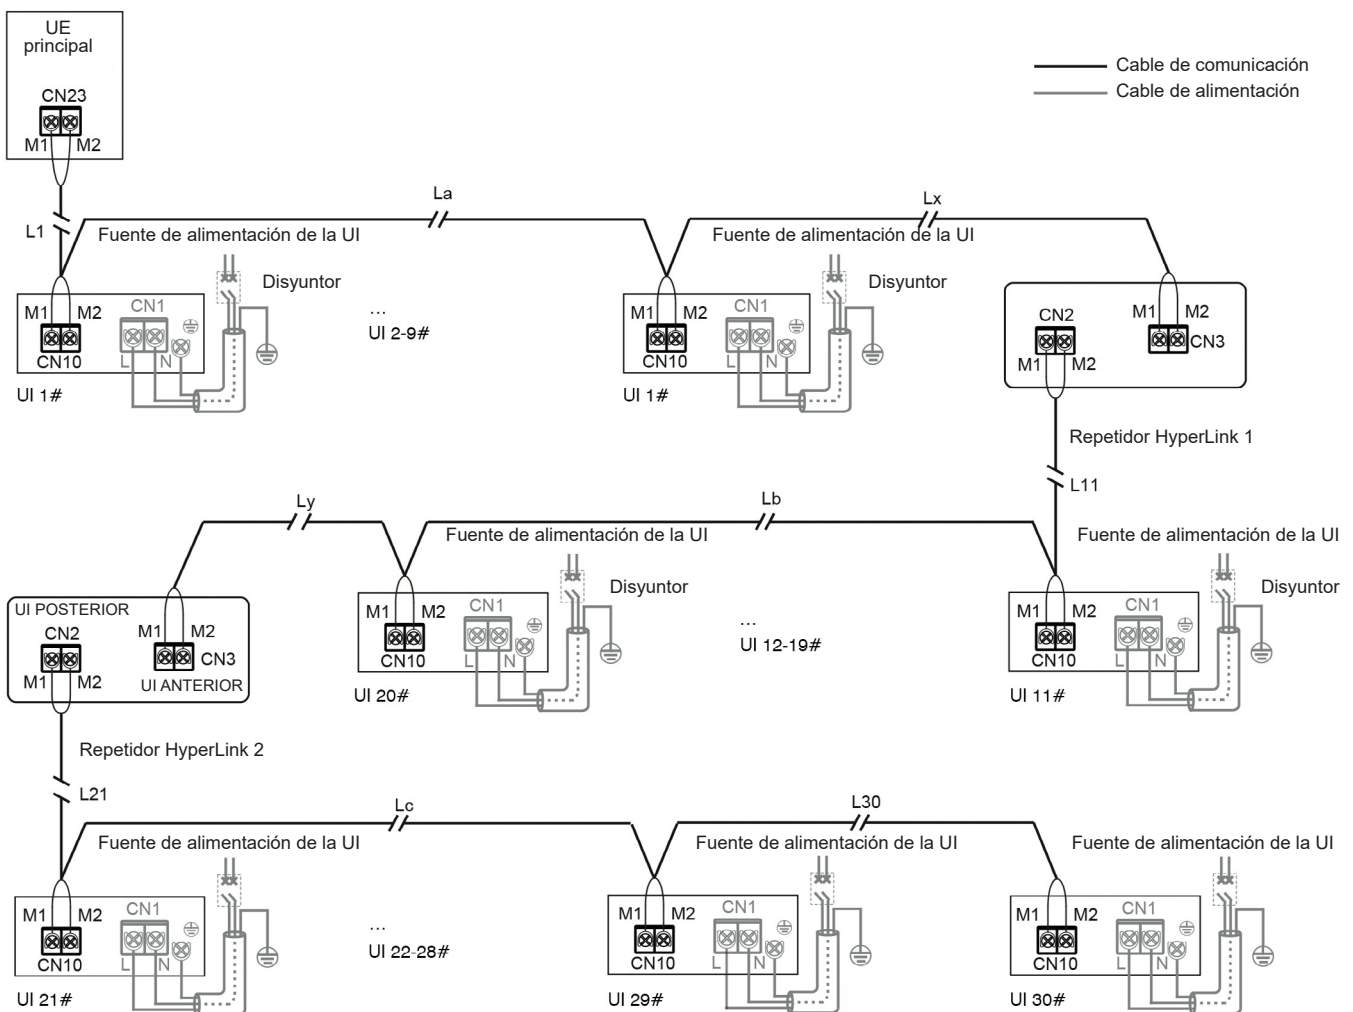 UE
principal
CN23
M1 M2
Cable de comunicación
Cable de alimentación
L1
La
Lx
Fuente de alimentación de la UI
Disyuntor
M1 M2
CN1
CN10
L N
UI 1#
...
UI 2-9#
Fuente de alimentación de la UI
Disyuntor
M1 M2
CN1
CN10
L N
UI 1#
CN2
M1 M2
M1 M2
CN3
Repetidor HyperLink 1
L11
Ly
Lb
UI POSTERIOR
CN2
M1 M2
M1 M2
CN3
UI ANTERIOR
Fuente de alimentación de la UI
Disyuntor
M1 M2
CN1
CN10
L N
UI 20#
...
UI 12-19#
Fuente de alimentación de la UI
Disyuntor
M1 M2
CN1
CN10
L N
UI 11#
Repetidor HyperLink 2
L21
Lc
L30
Fuente de alimentación de la UI
M1 M2
CN1
CN10
L N
UI 21#
...
UI 22-28#
Fuente de alimentación de la UI
M1 M2
CN1
CN10
L N
UI 29#
Fuente de alimentación de la UI
M1 M2
CN1
CN10
L N
UI 30#